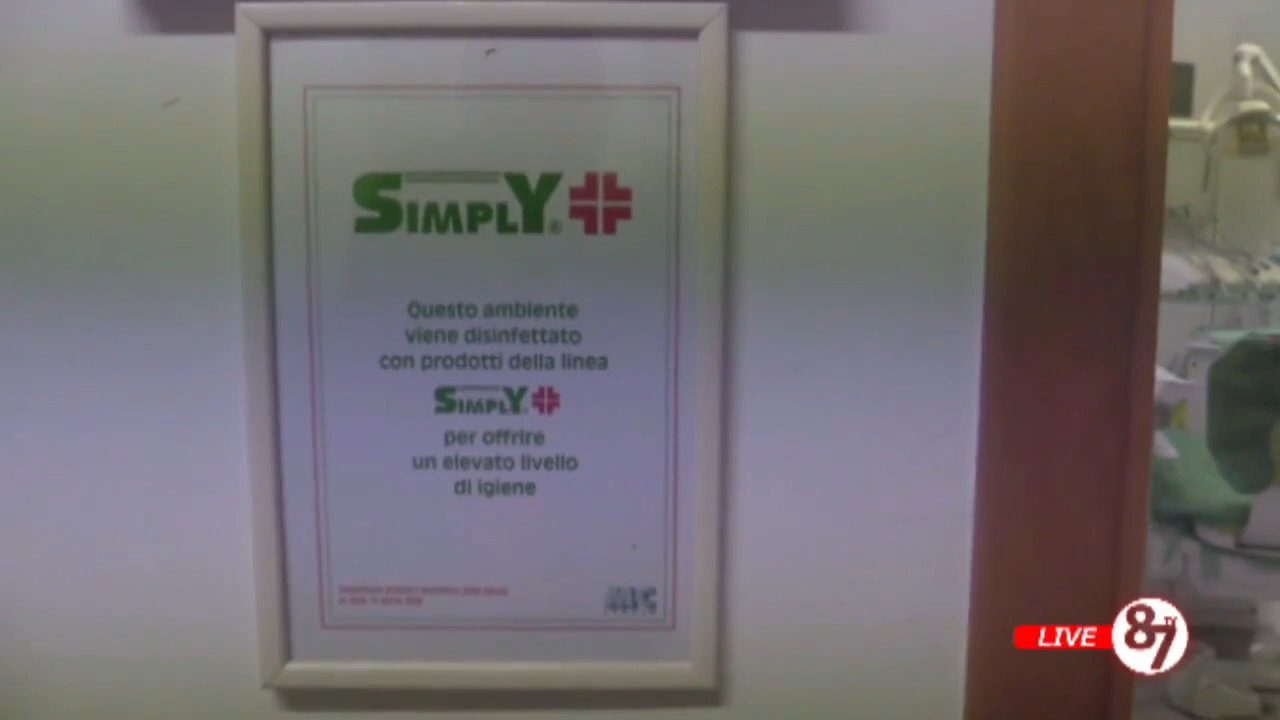 SIMPLY®
Questo ambiente
viene disinfettato
con prodotti della linea
SIMPLY®
per offrire
un elevato livello
di igiene
LIVE
87 TV